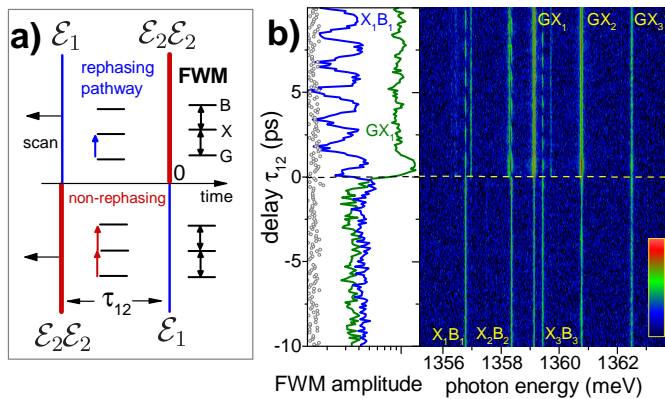 a)
ℰ₁
ℰ₂ℰ₂
rephasing
pathway
FWM
B
X
G
scan
0
time
non-rephasing
τ₁₂
ℰ₂ℰ₂
ℰ₁
b)
X₁B₁
GX₁
GX₁
GX₂
GX₃
delay τ₁₂ (ps)
5
0
-5
-10
X₁B₁
X₂B₂
X₃B₃
1356
1358
1360
1362
FWM amplitude
photon energy (meV)